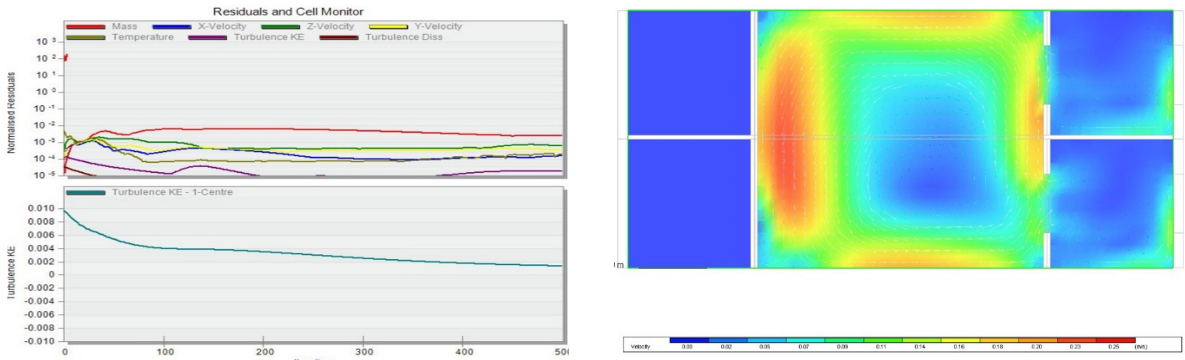 Residuals and Cell Monitor
Mass X-Velocity Z-Velocity Y-Velocity
Temperature Turbulence KE Turbulence Diss
Normalised Residuals
10 3
10 2
10 1
10 0
10 -1
10 -2
10 -3
10 -4
10 -5
Turbulence KE - 1-Centre
Turbulence KE
0.010
0.008
0.006
0.004
0.002
0
-0.002
-0.004
-0.006
-0.008
-0.010
0 100 200 300 400 500
Velocity 0.00 0.02 0.05 0.07 0.09 0.11 0.14 0.16 0.18 0.20 0.23 0.25 (m/s)